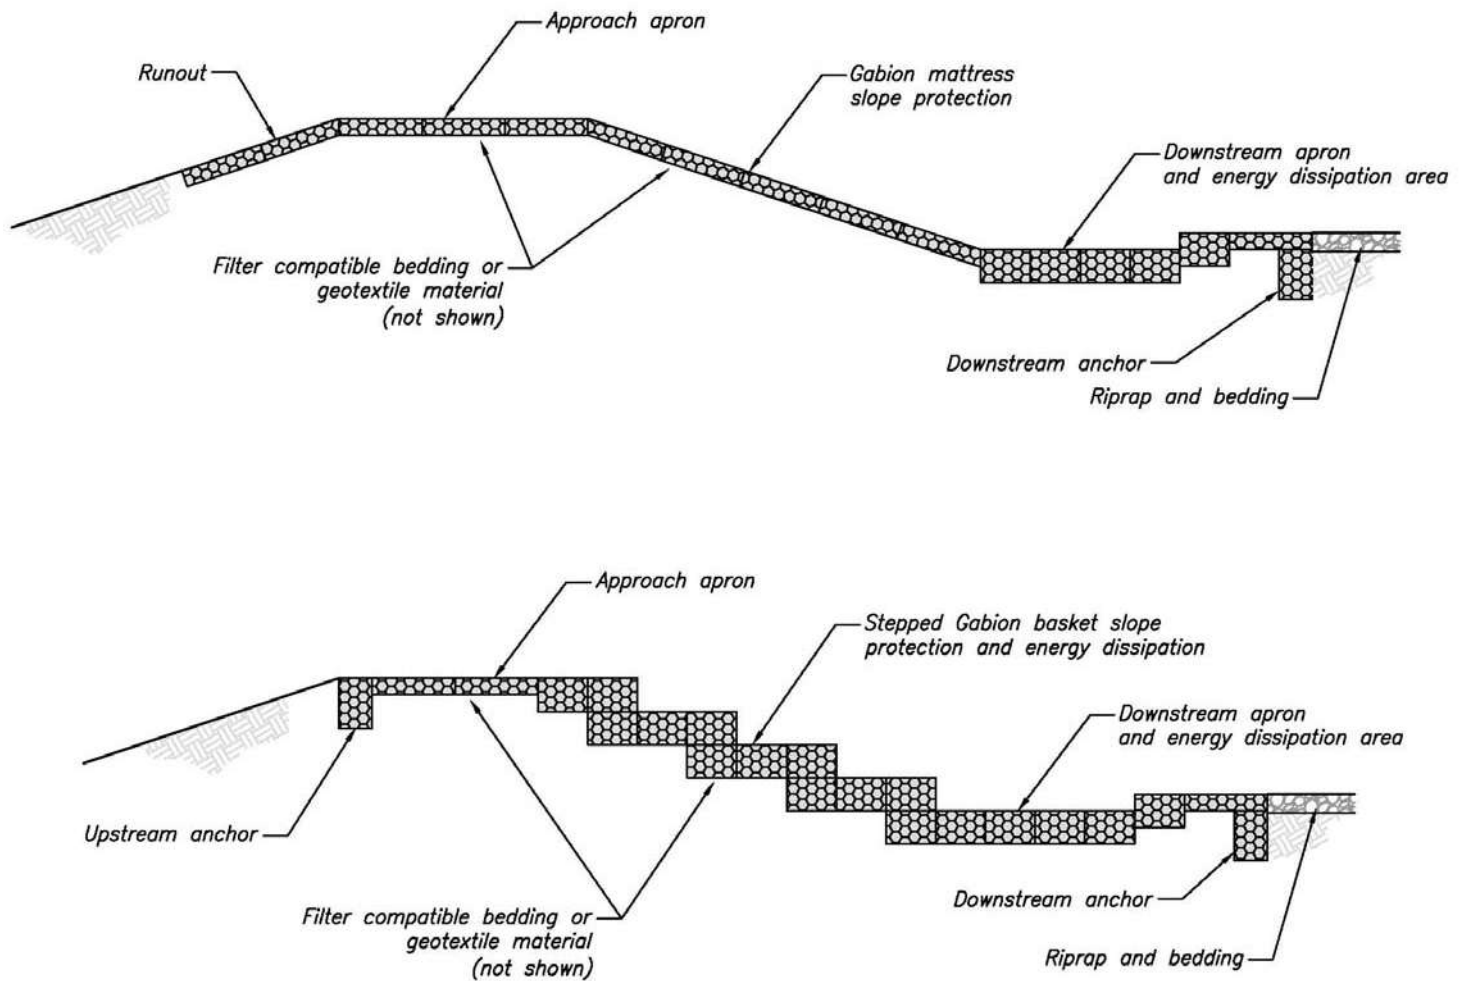 Approach apron
Runout
Gabion mattress
slope protection
Downstream apron
and energy dissipation area
Filter compatible bedding or
geotextile material
(not shown)
Downstream anchor
Riprap and bedding
Approach apron
Stepped Gabion basket slope
protection and energy dissipation
Downstream apron
and energy dissipation area
Upstream anchor
Downstream anchor
Filter compatible bedding or
geotextile material
(not shown)
Riprap and bedding